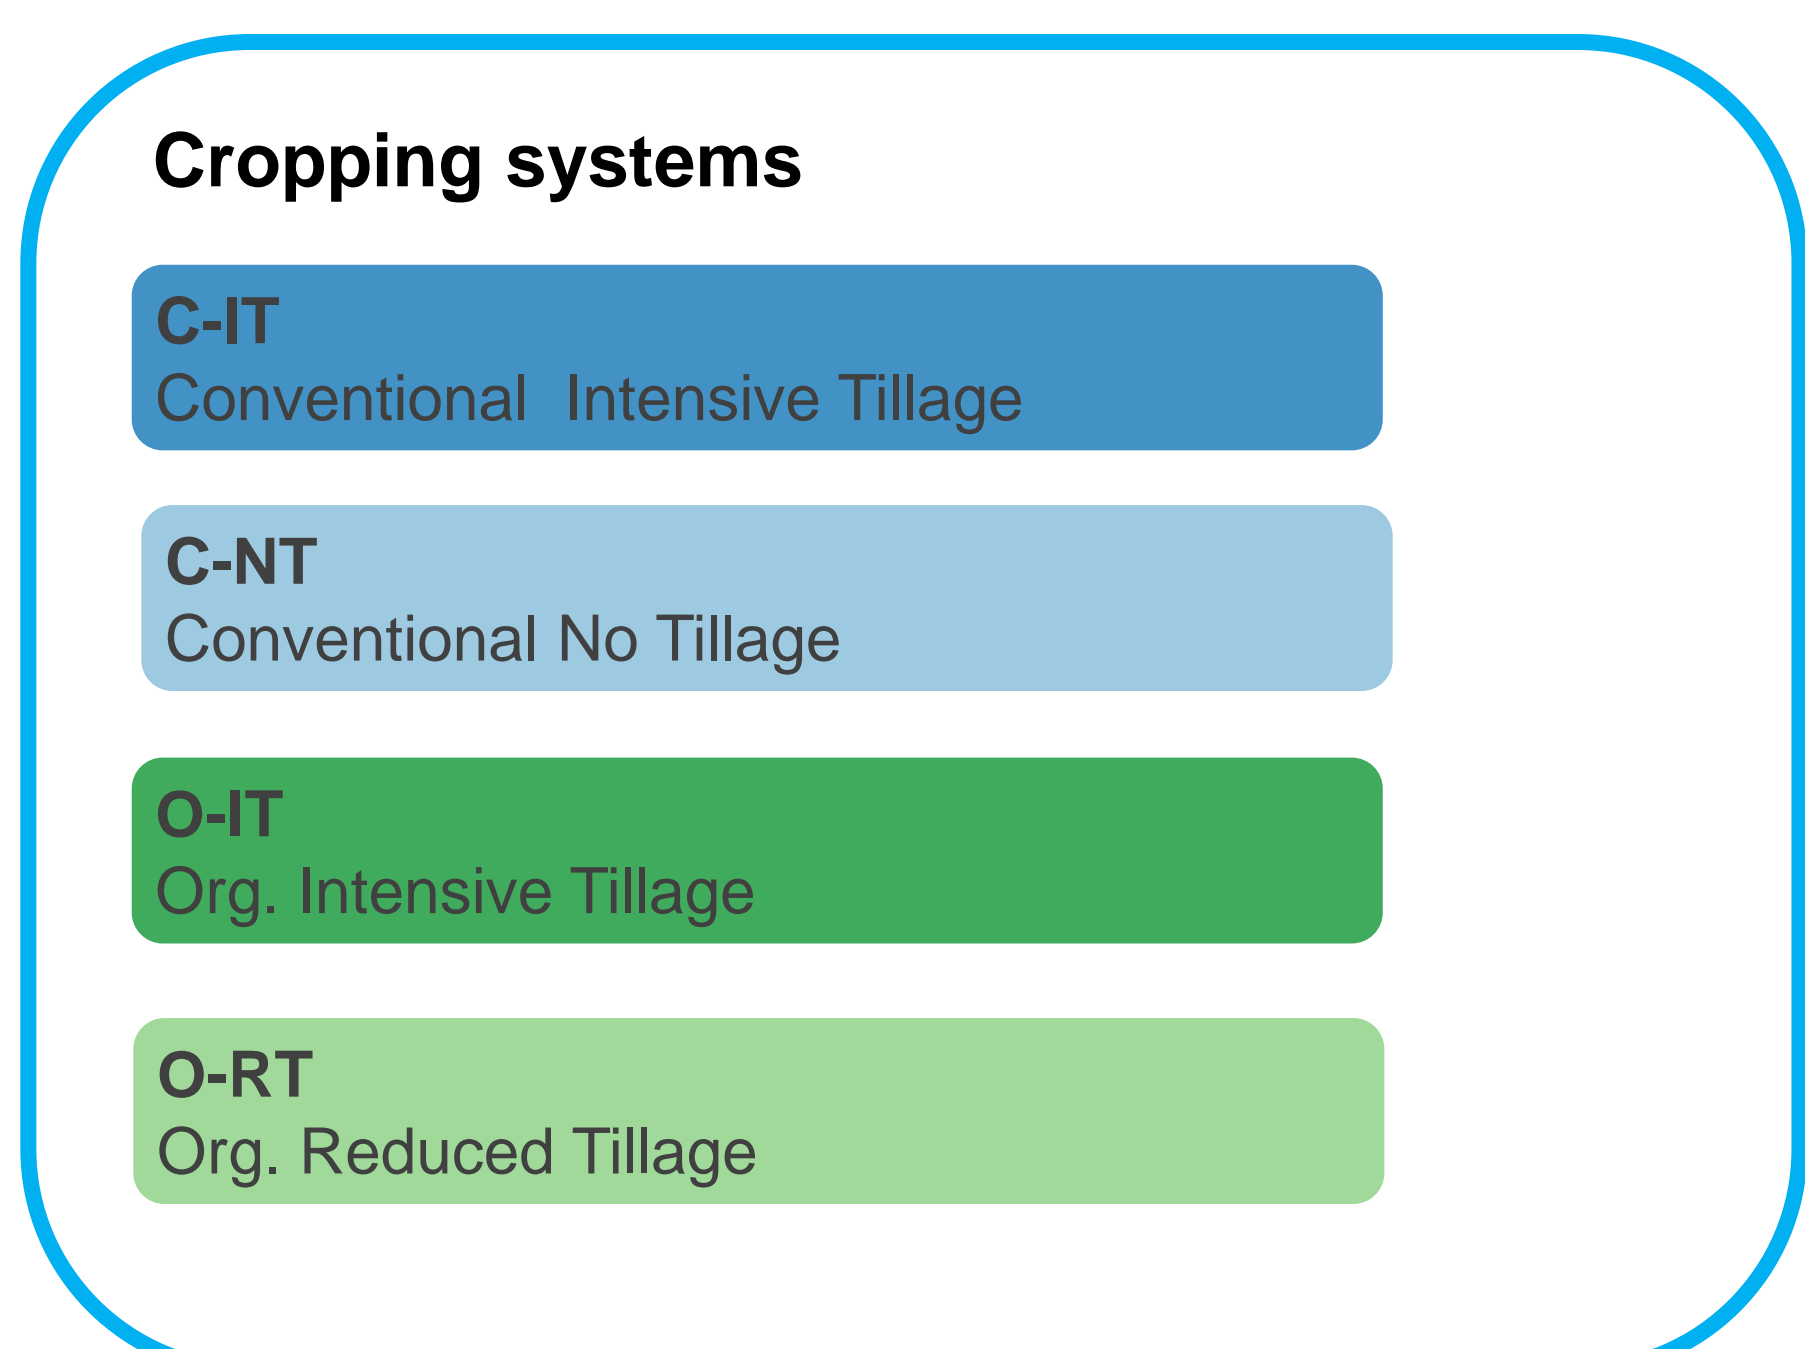 Cropping systems
C-IT
Conventional  Intensive Tillage
C-NT
Conventional No Tillage
O-IT
Org. Intensive Tillage
O-RT
Org. Reduced Tillage